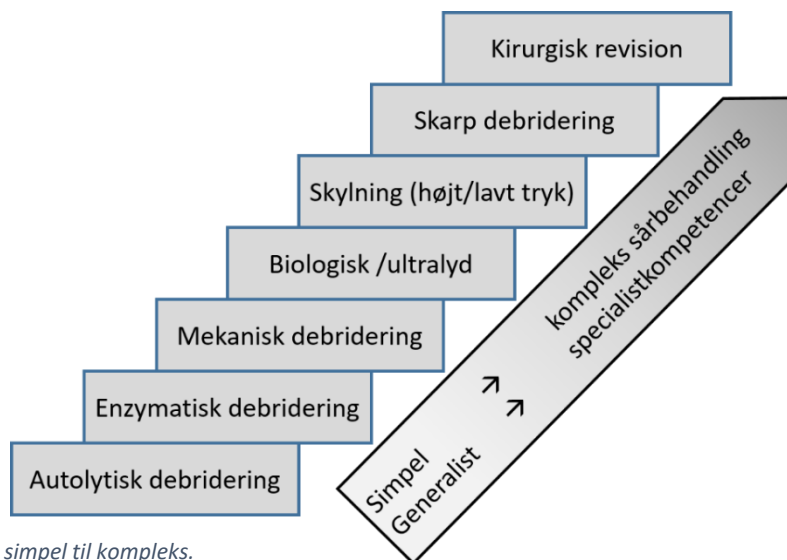 Kirurgisk revision
Skarp debridering
Skylning (højt/lavt tryk)
Biologisk /ultralyd
Mekanisk debridering
Enzymatisk debridering
Autolytisk debridering
Simpel → kompleks sårbehandling
Generalist → specialistkompetencer
simpel til kompleks.